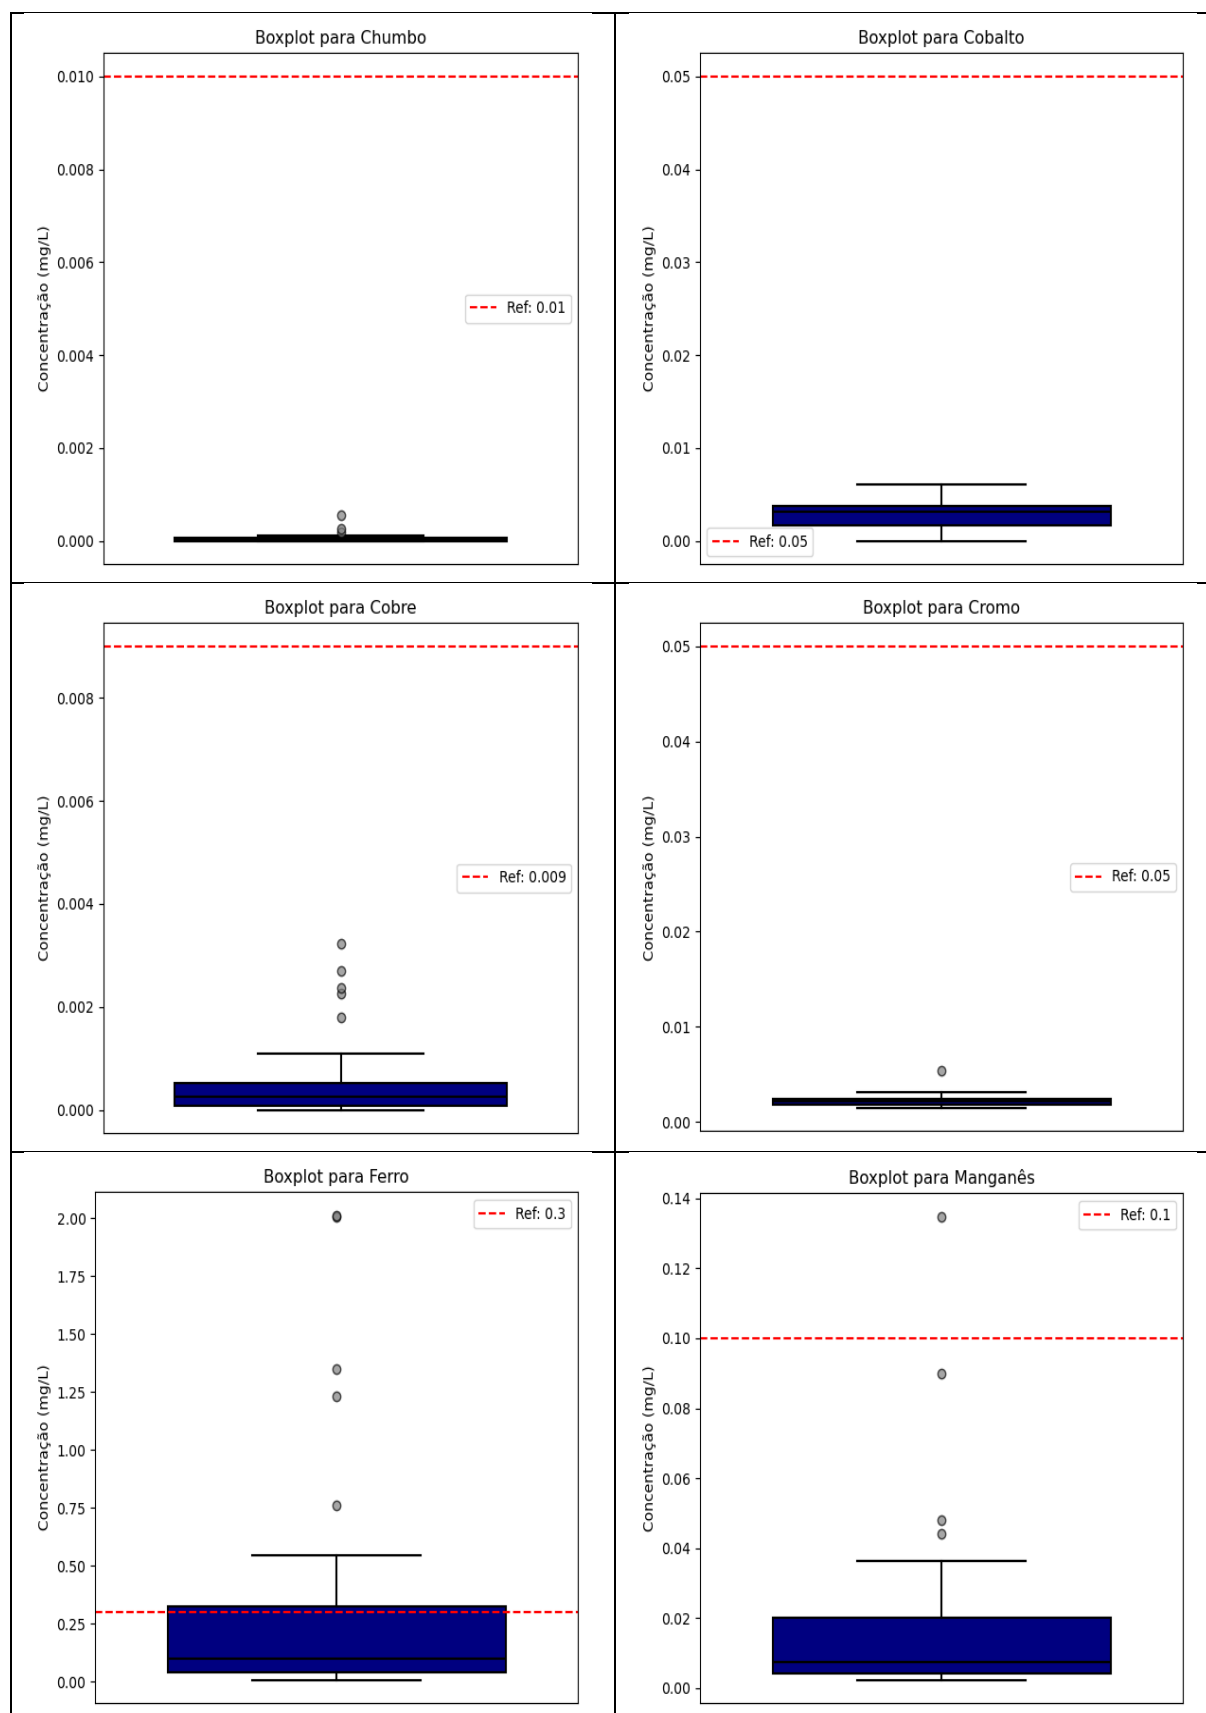 Boxplot para Chumbo
0.010
0.008
0.006
0.004
0.002
0.000
Concentração (mg/L)
Ref: 0.01
Boxplot para Cobalto
0.05
0.04
0.03
0.02
0.01
0.00
Concentração (mg/L)
Ref: 0.05
Boxplot para Cobre
0.008
0.006
0.004
0.002
0.000
Concentração (mg/L)
Ref: 0.009
Boxplot para Cromo
0.05
0.04
0.03
0.02
0.01
0.00
Concentração (mg/L)
Ref: 0.05
Boxplot para Ferro
2.00
1.75
1.50
1.25
1.00
0.75
0.50
0.25
0.00
Concentração (mg/L)
Ref: 0.3
Boxplot para Manganês
0.14
0.12
0.10
0.08
0.06
0.04
0.02
0.00
Concentração (mg/L)
Ref: 0.1